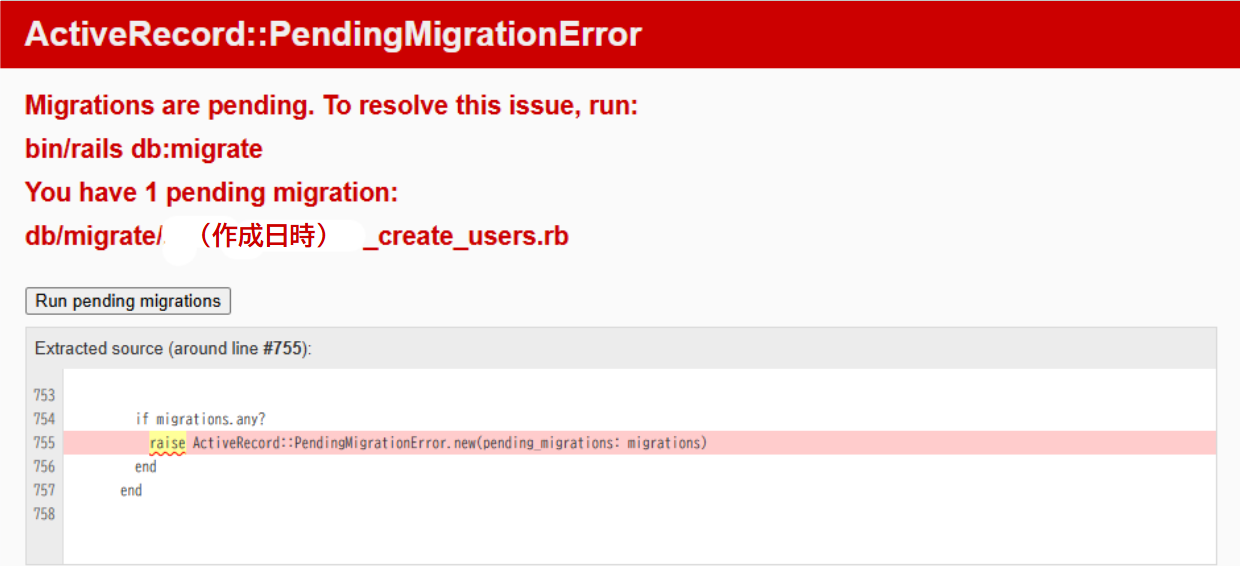 ActiveRecord::PendingMigrationError
Migrations are pending. To resolve this issue, run:
bin/rails db:migrate
You have 1 pending migration:
db/migrate/（作成日時）_create_users.rb
Run pending migrations
Extracted source (around line #755):
753
754 if migrations.any?
755 raise ActiveRecord::PendingMigrationError.new(pending_migrations: migrations)
756 end
757 end
758